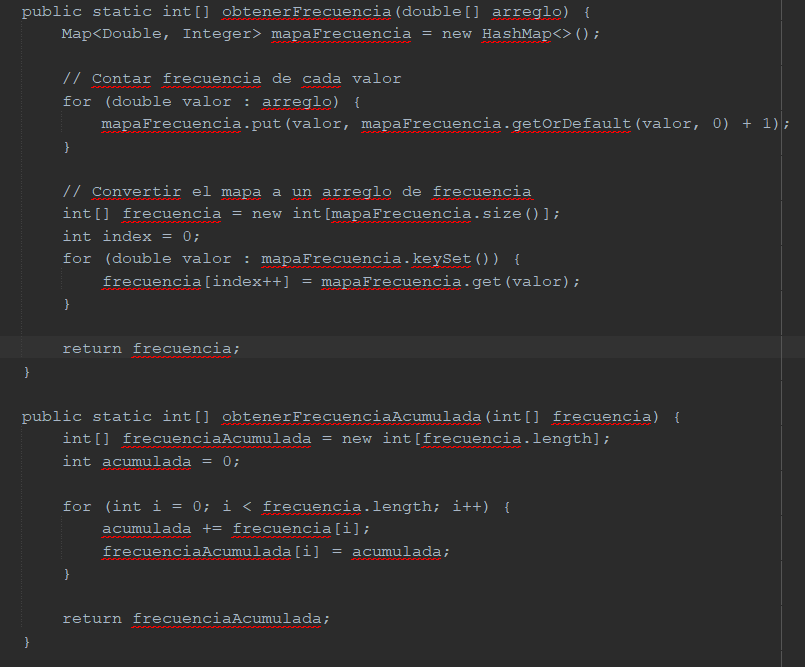 public static int[] obtenerFrecuencia(double[] arreglo) {
    Map<Double, Integer> mapaFrecuencia = new HashMap<>();

    // Contar frecuencia de cada valor
    for (double valor : arreglo) {
        mapaFrecuencia.put(valor, mapaFrecuencia.getOrDefault(valor, 0) + 1);
    }

    // Convertir el mapa a un arreglo de frecuencia
    int[] frecuencia = new int[mapaFrecuencia.size()];
    int index = 0;
    for (double valor : mapaFrecuencia.keySet()) {
        frecuencia[index++] = mapaFrecuencia.get(valor);
    }

    return frecuencia;
}

public static int[] obtenerFrecuenciaAcumulada(int[] frecuencia) {
    int[] frecuenciaAcumulada = new int[frecuencia.length];
    int acumulada = 0;

    for (int i = 0; i < frecuencia.length; i++) {
        acumulada += frecuencia[i];
        frecuenciaAcumulada[i] = acumulada;
    }

    return frecuenciaAcumulada;
}